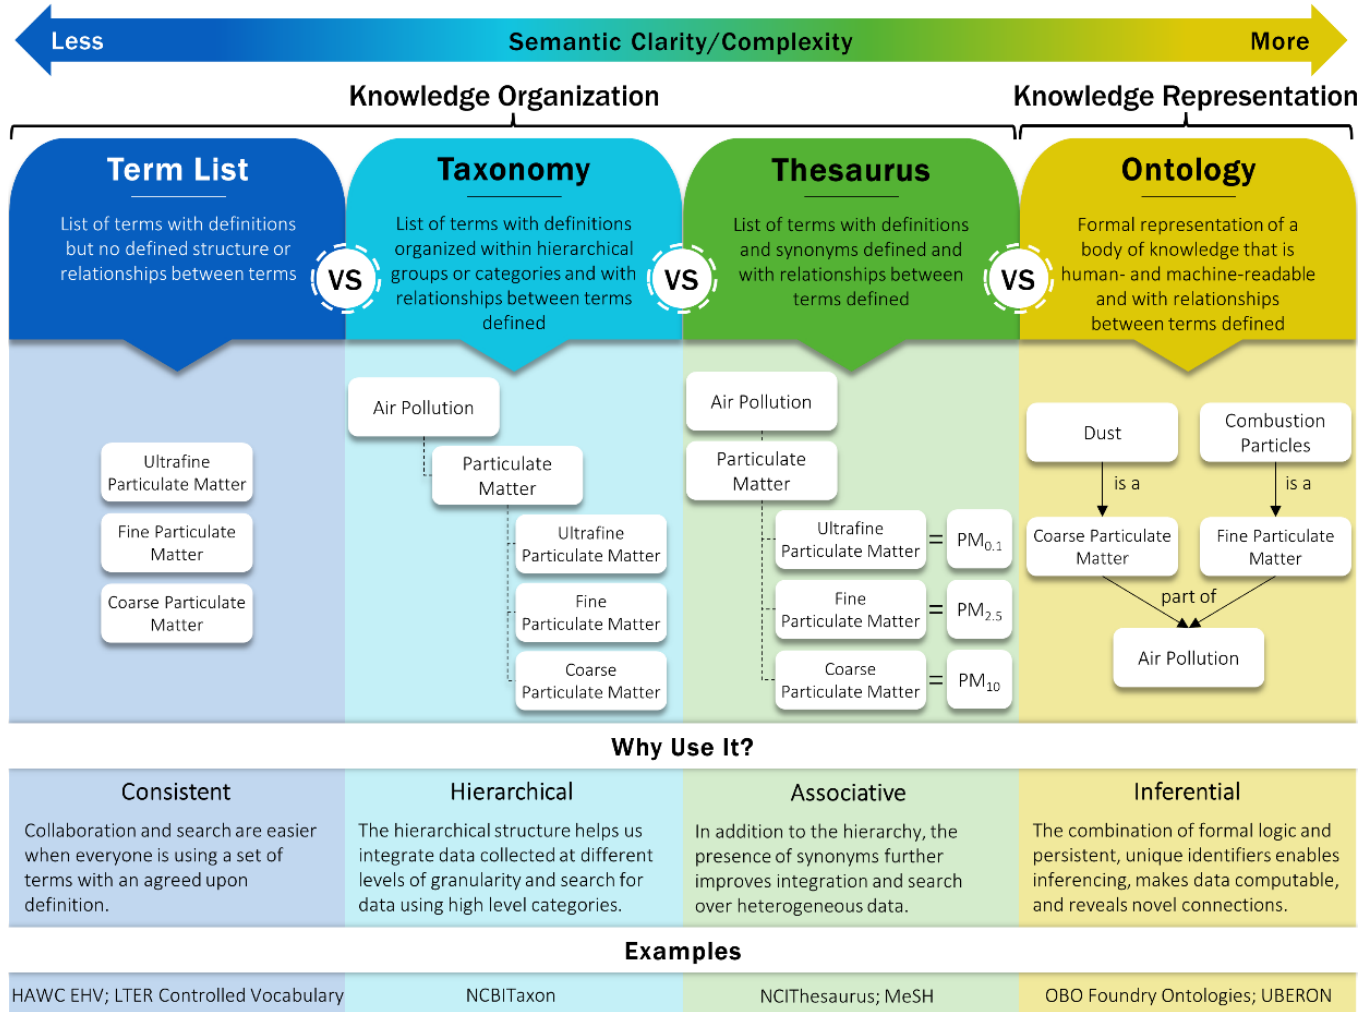 Less
Semantic Clarity/Complexity
More
Knowledge Organization
Knowledge Representation
Term List
List of terms with definitions
but no defined structure or
relationships between terms
VS
Taxonomy
List of terms with definitions
organized within hierarchical
groups or categories and with
relationships between terms
defined
VS
Thesaurus
List of terms with definitions
and synonyms defined and
with relationships between
terms defined
VS
Ontology
Formal representation of a
body of knowledge that is
human- and machine-readable
and with relationships
between terms defined
Ultrafine
Particulate Matter
Fine Particulate
Matter
Coarse Particulate
Matter
Air Pollution
Particulate
Matter
Ultrafine
Particulate Matter
Fine
Particulate Matter
Coarse
Particulate Matter
Air Pollution
Particulate
Matter
Ultrafine
Particulate Matter
=
PM0.1
Fine
Particulate Matter
=
PM2.5
Coarse
Particulate Matter
=
PM10
Dust
Combustion
Particles
is a
is a
Coarse Particulate
Matter
Fine Particulate
Matter
part of
Air Pollution
Why Use It?
Consistent
Collaboration and search are easier
when everyone is using a set of
terms with an agreed upon
definition.
Hierarchical
The hierarchical structure helps us
integrate data collected at different
levels of granularity and search for
data using high level categories.
Associative
In addition to the hierarchy, the
presence of synonyms further
improves integration and search
over heterogeneous data.
Inferential
The combination of formal logic and
persistent, unique identifiers enables
inferencing, makes data computable,
and reveals novel connections.
Examples
HAWC EHV; LTER Controlled Vocabulary
NCBITaxon
NCIThesaurus; MeSH
OBO Foundry Ontologies; UBERON